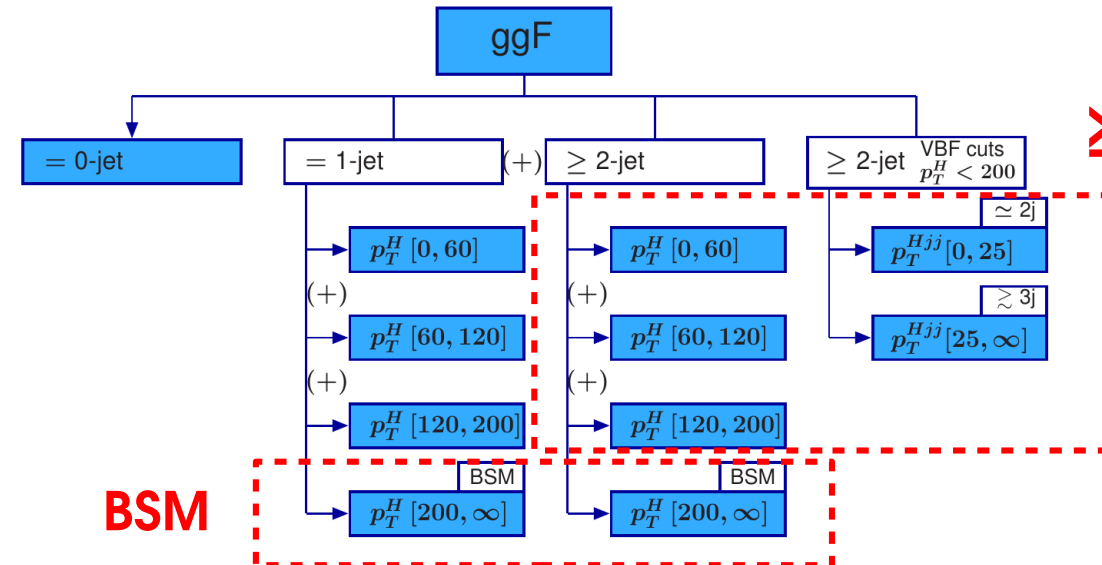 ggF
= 0-jet
= 1-jet
(+)
≥ 2-jet
≥ 2-jet VBF cuts
p_T^H < 200
≃ 2j
p_T^H [0, 60]
p_T^H [0, 60]
p_T^{Hjj} [0, 25]
(+)
(+)
≳ 3j
p_T^H [60, 120]
p_T^H [60, 120]
p_T^{Hjj} [25, ∞]
(+)
(+)
p_T^H [120, 200]
p_T^H [120, 200]
BSM
BSM
BSM
p_T^H [200, ∞]
p_T^H [200, ∞]